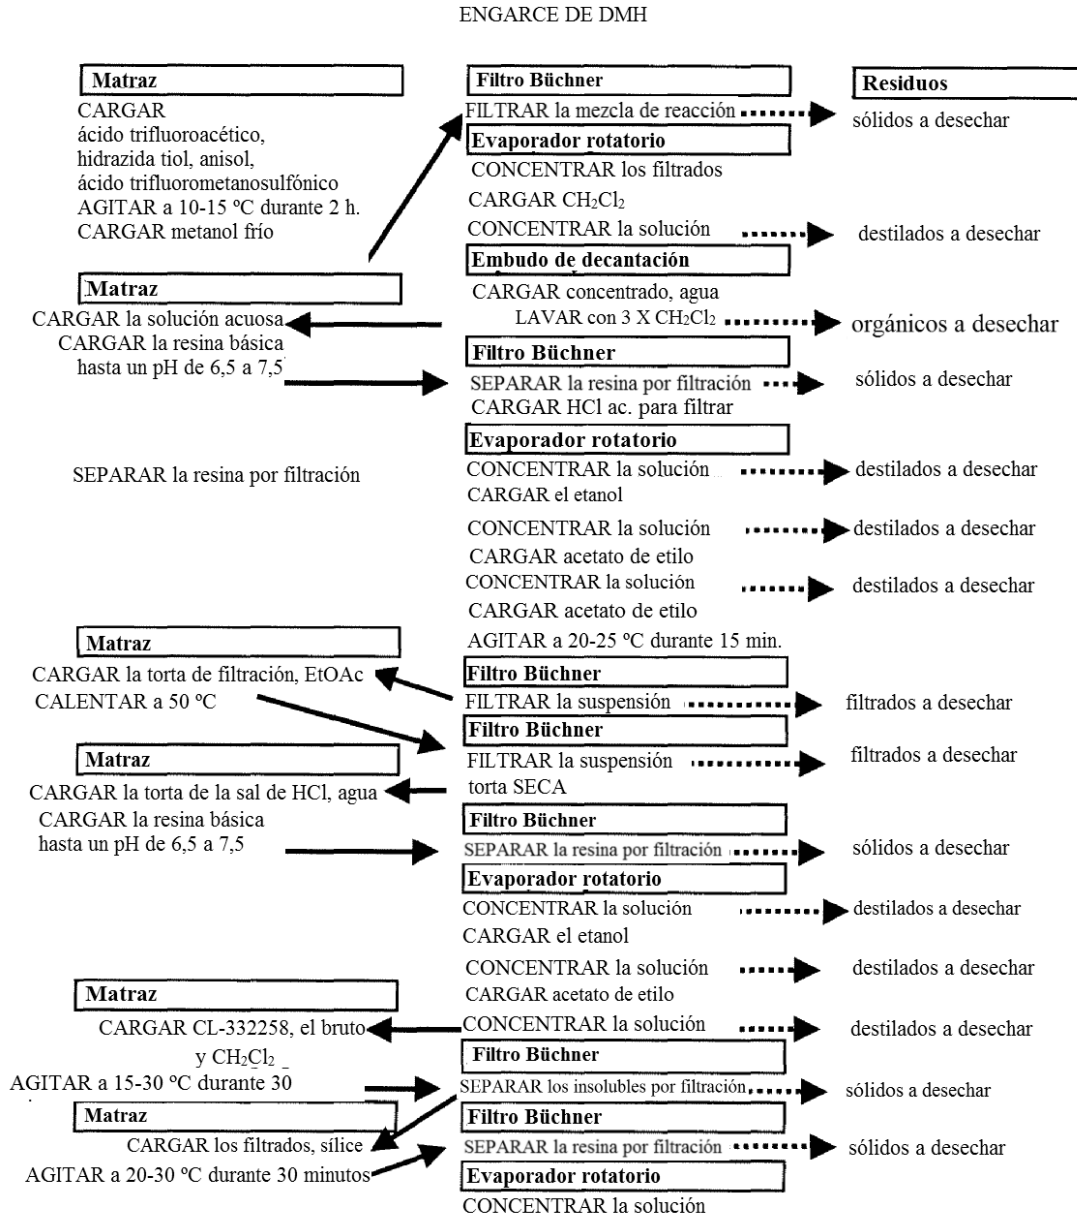 ENGARCE DE DMH
Matraz
CARGAR
ácido trifluoroacético,
hidrazida tiol, anisol,
ácido trifluorometanosulfónico
AGITAR a 10-15 ºC durante 2 h.
CARGAR metanol frío
Filtro Büchner
FILTRAR la mezcla de reacción
Residuos
sólidos a desechar
Evaporador rotatorio
CONCENTRAR los filtrados
CARGAR CH₂Cl₂
CONCENTRAR la solución
destilados a desechar
Embudo de decantación
CARGAR concentrado, agua
LAVAR con 3 X CH₂Cl₂
orgánicos a desechar
Matraz
CARGAR la solución acuosa
CARGAR la resina básica
hasta un pH de 6,5 a 7,5
Filtro Büchner
SEPARAR la resina por filtración
sólidos a desechar
CARGAR HCl ac. para filtrar
Evaporador rotatorio
SEPARAR la resina por filtración
CONCENTRAR la solución
destilados a desechar
CARGAR el etanol
CONCENTRAR la solución
destilados a desechar
CARGAR acetato de etilo
CONCENTRAR la solución
destilados a desechar
CARGAR acetato de etilo
AGITAR a 20-25 ºC durante 15 min.
Filtro Büchner
FILTRAR la suspensión
filtrados a desechar
Matraz
CARGAR la torta de filtración, EtOAc
CALENTAR a 50 ºC
Filtro Büchner
FILTRAR la suspensión
filtrados a desechar
torta SECA
Matraz
CARGAR la torta de la sal de HCl, agua
CARGAR la resina básica
hasta un pH de 6,5 a 7,5
Filtro Büchner
SEPARAR la resina por filtración
sólidos a desechar
Evaporador rotatorio
CONCENTRAR la solución
destilados a desechar
CARGAR el etanol
CONCENTRAR la solución
destilados a desechar
CARGAR acetato de etilo
CONCENTRAR la solución
destilados a desechar
Matraz
CARGAR CL-332258, el bruto
y CH₂Cl₂
AGITAR a 15-30 ºC durante 30
Filtro Büchner
SEPARAR los insolubles por filtración
sólidos a desechar
Matraz
CARGAR los filtrados, sílice
AGITAR a 20-30 ºC durante 30 minutos
Filtro Büchner
SEPARAR la resina por filtración
sólidos a desechar
Evaporador rotatorio
CONCENTRAR la solución